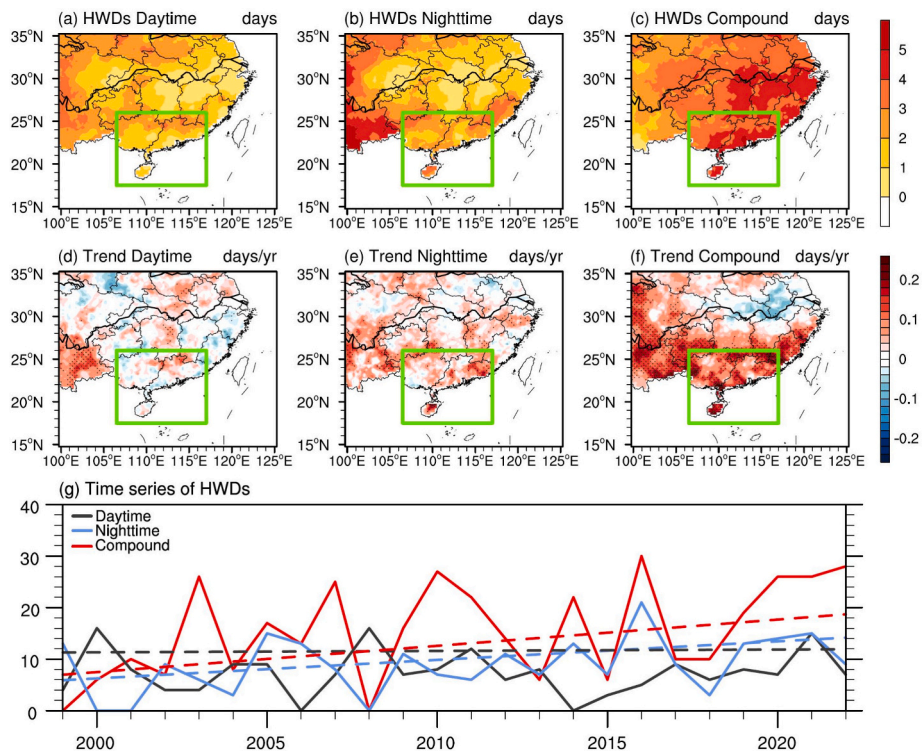 (a) HWDs Daytime days
(b) HWDs Nighttime days
(c) HWDs Compound days
35°N
30°N
25°N
20°N
15°N
100°E 105°E 110°E 115°E 120°E 125°E
35°N
30°N
25°N
20°N
15°N
100°E 105°E 110°E 115°E 120°E 125°E
35°N
30°N
25°N
20°N
15°N
100°E 105°E 110°E 115°E 120°E 125°E
5
4
3
2
1
0
(d) Trend Daytime days/yr
(e) Trend Nighttime days/yr
(f) Trend Compound days/yr
35°N
30°N
25°N
20°N
15°N
100°E 105°E 110°E 115°E 120°E 125°E
35°N
30°N
25°N
20°N
15°N
100°E 105°E 110°E 115°E 120°E 125°E
35°N
30°N
25°N
20°N
15°N
100°E 105°E 110°E 115°E 120°E 125°E
0.2
0.1
0
-0.1
-0.2
(g) Time series of HWDs
Daytime
Nighttime
Compound
40
30
20
10
0
2000 2005 2010 2015 2020